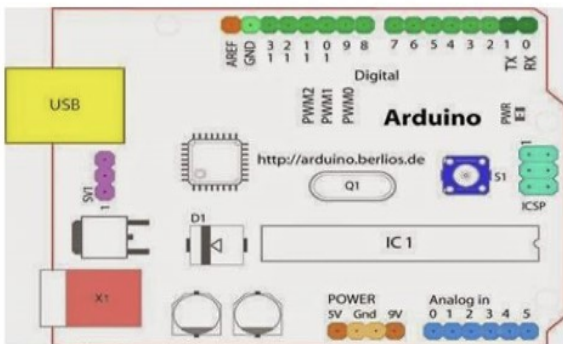 AREF GND 13 12 11 10 9 8 7 6 5 4 3 2 1 0
TX RX
Digital
USB
PWM2 PWM1 PWM0
Arduino
PWR
http://arduino.berlios.de
1
SV1
1
Q1
S1
ICSP
D1
IC 1
X1
POWER
5V Gnd 9V
Analog in
0 1 2 3 4 5